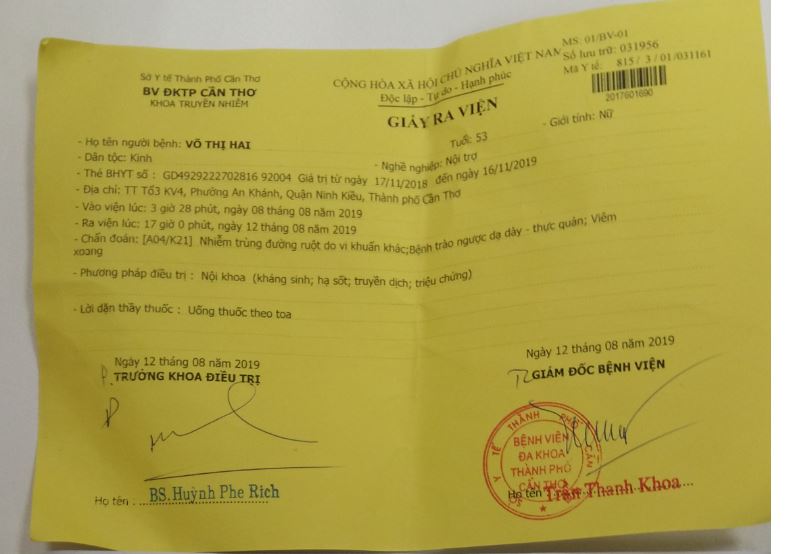 Sở Y tế Thành Phố Cần Thơ
BV ĐKTP CẦN THƠ
KHOA TRUYỀN NHIỄM
CỘNG HÒA XÃ HỘI CHỦ NGHĨA VIỆT NAM
Độc lập - Tự do - Hạnh phúc
MS: 01/BV-01
Số lưu trữ: 031956
Mã Y tế: 815/ 3 / 01 /031161
2017601690
GIẤY RA VIỆN
- Họ tên người bệnh: VÕ THỊ HAI
Tuổi: 53
- Giới tính: Nữ
- Dân tộc: Kinh
- Nghề nghiệp: Nội trợ
- Thẻ BHYT số : GD4929222702816 92004 Giá trị từ ngày 17/11/2018 đến ngày 16/11/2019
- Địa chỉ: TT Tổ3 KV4, Phường An Khánh, Quận Ninh Kiều, Thành phố Cần Thơ
- Vào viện lúc: 3 giờ 28 phút, ngày 08 tháng 08 năm 2019
- Ra viện lúc: 17 giờ 0 phút, ngày 12 tháng 08 năm 2019
- Chẩn đoán: [A04/K21] Nhiễm trùng đường ruột do vi khuẩn khác;Bệnh trào ngược dạ dày - thực quản; Viêm
xoang
- Phương pháp điều trị : Nội khoa (kháng sinh; hạ sốt; truyền dịch; triệu chứng)
- Lời dặn thầy thuốc : Uống thuốc theo toa
Ngày 12 tháng 08 năm 2019
P. TRƯỞNG KHOA ĐIỀU TRỊ
Họ tên : BS. Huỳnh Phe Rich
Ngày 12 tháng 08 năm 2019
TL GIÁM ĐỐC BỆNH VIỆN
SỞ Y TẾ THÀNH PHỐ CẦN THƠ
BỆNH VIỆN
ĐA KHOA
THÀNH PHỐ
CẦN THƠ
Họ tên Trần Thanh Khoa